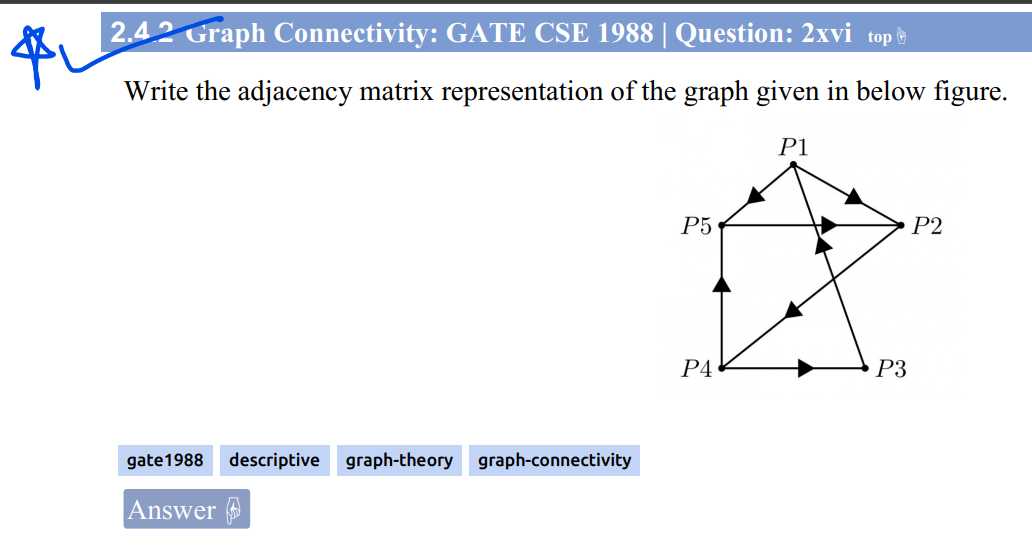 2.4.2 Graph Connectivity: GATE CSE 1988 | Question: 2xvi top
Write the adjacency matrix representation of the graph given in below figure.
P1
P5
P2
P4
P3
gate1988 descriptive graph-theory graph-connectivity
Answer